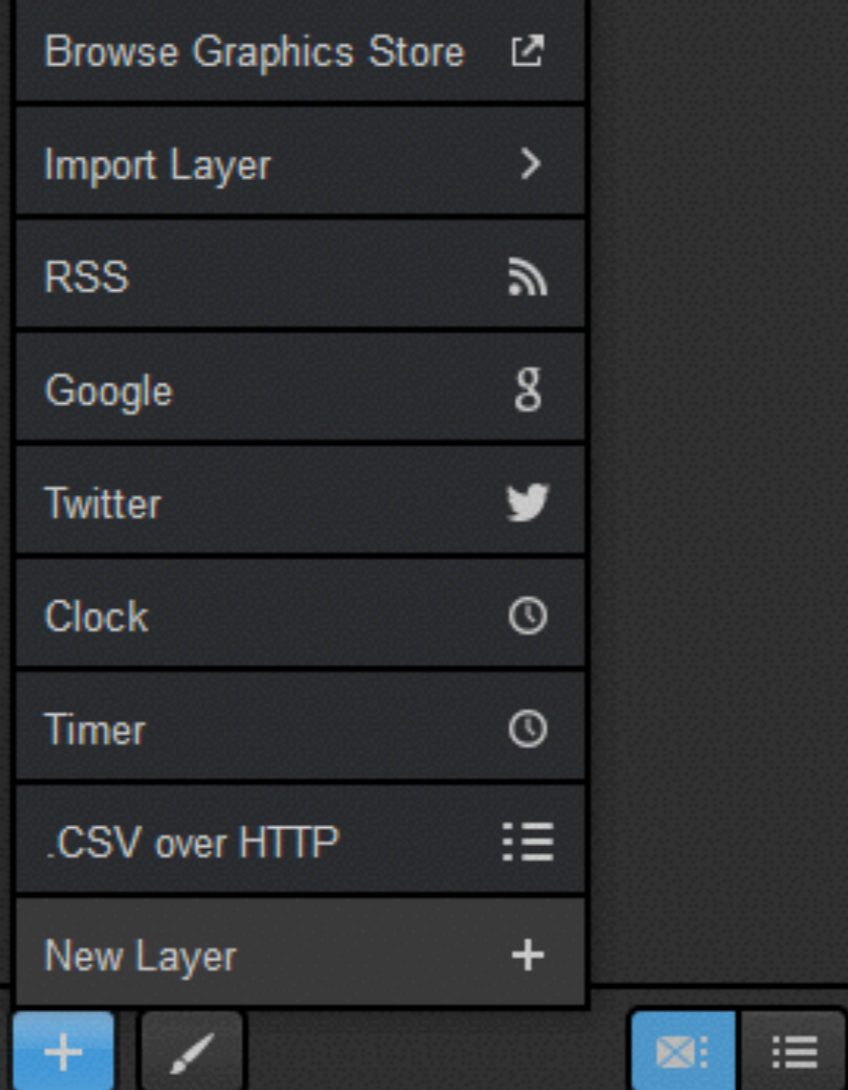 Browse Graphics Store
Import Layer
RSS
Google
Twitter
Clock
Timer
.CSV over HTTP
New Layer